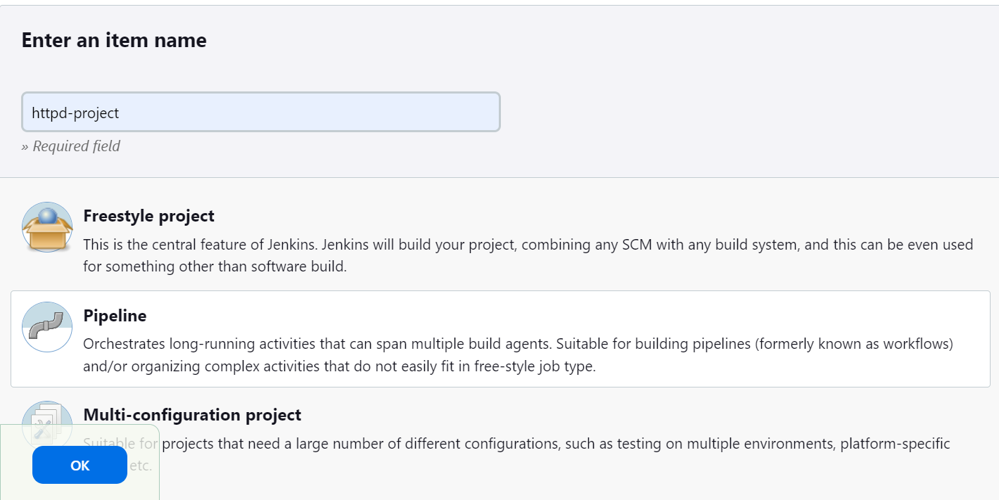 Enter an item name
httpd-project
» Required field
Freestyle project
This is the central feature of Jenkins. Jenkins will build your project, combining any SCM with any build system, and this can be even used
for something other than software build.
Pipeline
Orchestrates long-running activities that can span multiple build agents. Suitable for building pipelines (formerly known as workflows)
and/or organizing complex activities that do not easily fit in free-style job type.
Multi-configuration project
Suitable for projects that need a large number of different configurations, such as testing on multiple environments, platform-specific
etc.
OK